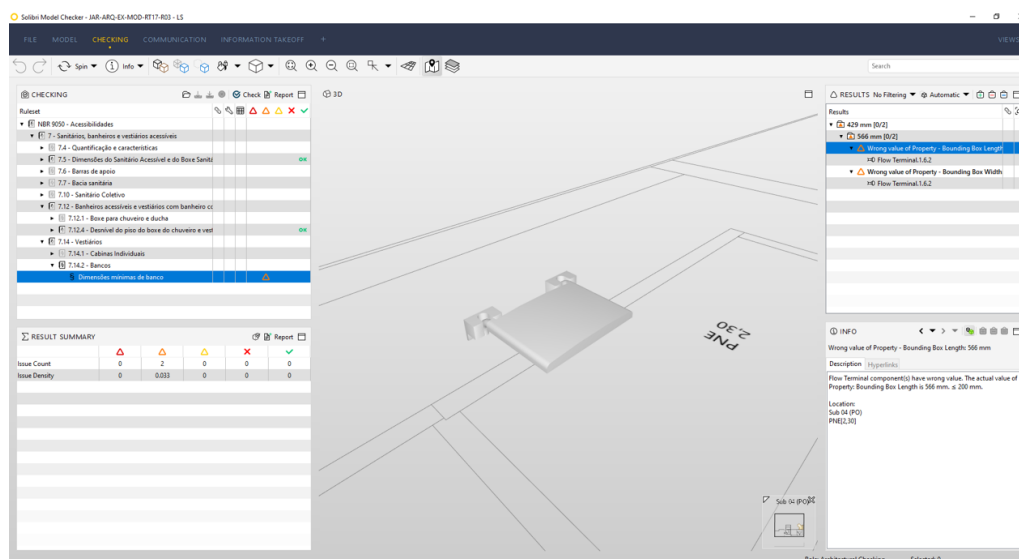 Solibri Model Checker - JAR-ARQ-EX-MOD-RT17-R03 - LS
FILE MODEL CHECKING COMMUNICATION INFORMATION TAKEOFF + VIEWS
Spin Info Search
CHECKING Check Report
Ruleset
NBR 9050 - Acessibilidades
7 - Sanitários, banheiros e vestiários acessíveis
7.4 - Quantificação e características
7.5 - Dimensões do Sanitário Acessível e do Boxe Sanitá OK
7.6 - Barras de apoio
7.7 - Bacia sanitária
7.10 - Sanitário Coletivo
7.12 - Banheiros acessíveis e vestiários com banheiro co
7.12.1 - Boxe para chuveiro e ducha
7.12.4 - Desnível do piso do boxe do chuveiro e vest OK
7.14 - Vestiários
7.14.1 - Cabinas Individuais
7.14.2 - Bancos
Dimensões mínimas de banco
RESULT SUMMARY Report
Issue Count 0 2 0 0 0
Issue Density 0 0.033 0 0 0
3D
PNE
2,30
Sub 04 (PO)
RESULTS No Filtering Automatic
Results
429 mm [0/2]
566 mm [0/2]
Wrong value of Property - Bounding Box Length
Flow Terminal.1.6.2
Wrong value of Property - Bounding Box Width
Flow Terminal.1.6.2
INFO
Wrong value of Property - Bounding Box Length: 566 mm
Description Hyperlinks
Flow Terminal component(s) have wrong value. The actual value of
Property: Bounding Box Length is 566 mm. ≤ 200 mm.
Location:
Sub 04 (PO)
PNE[2,30]